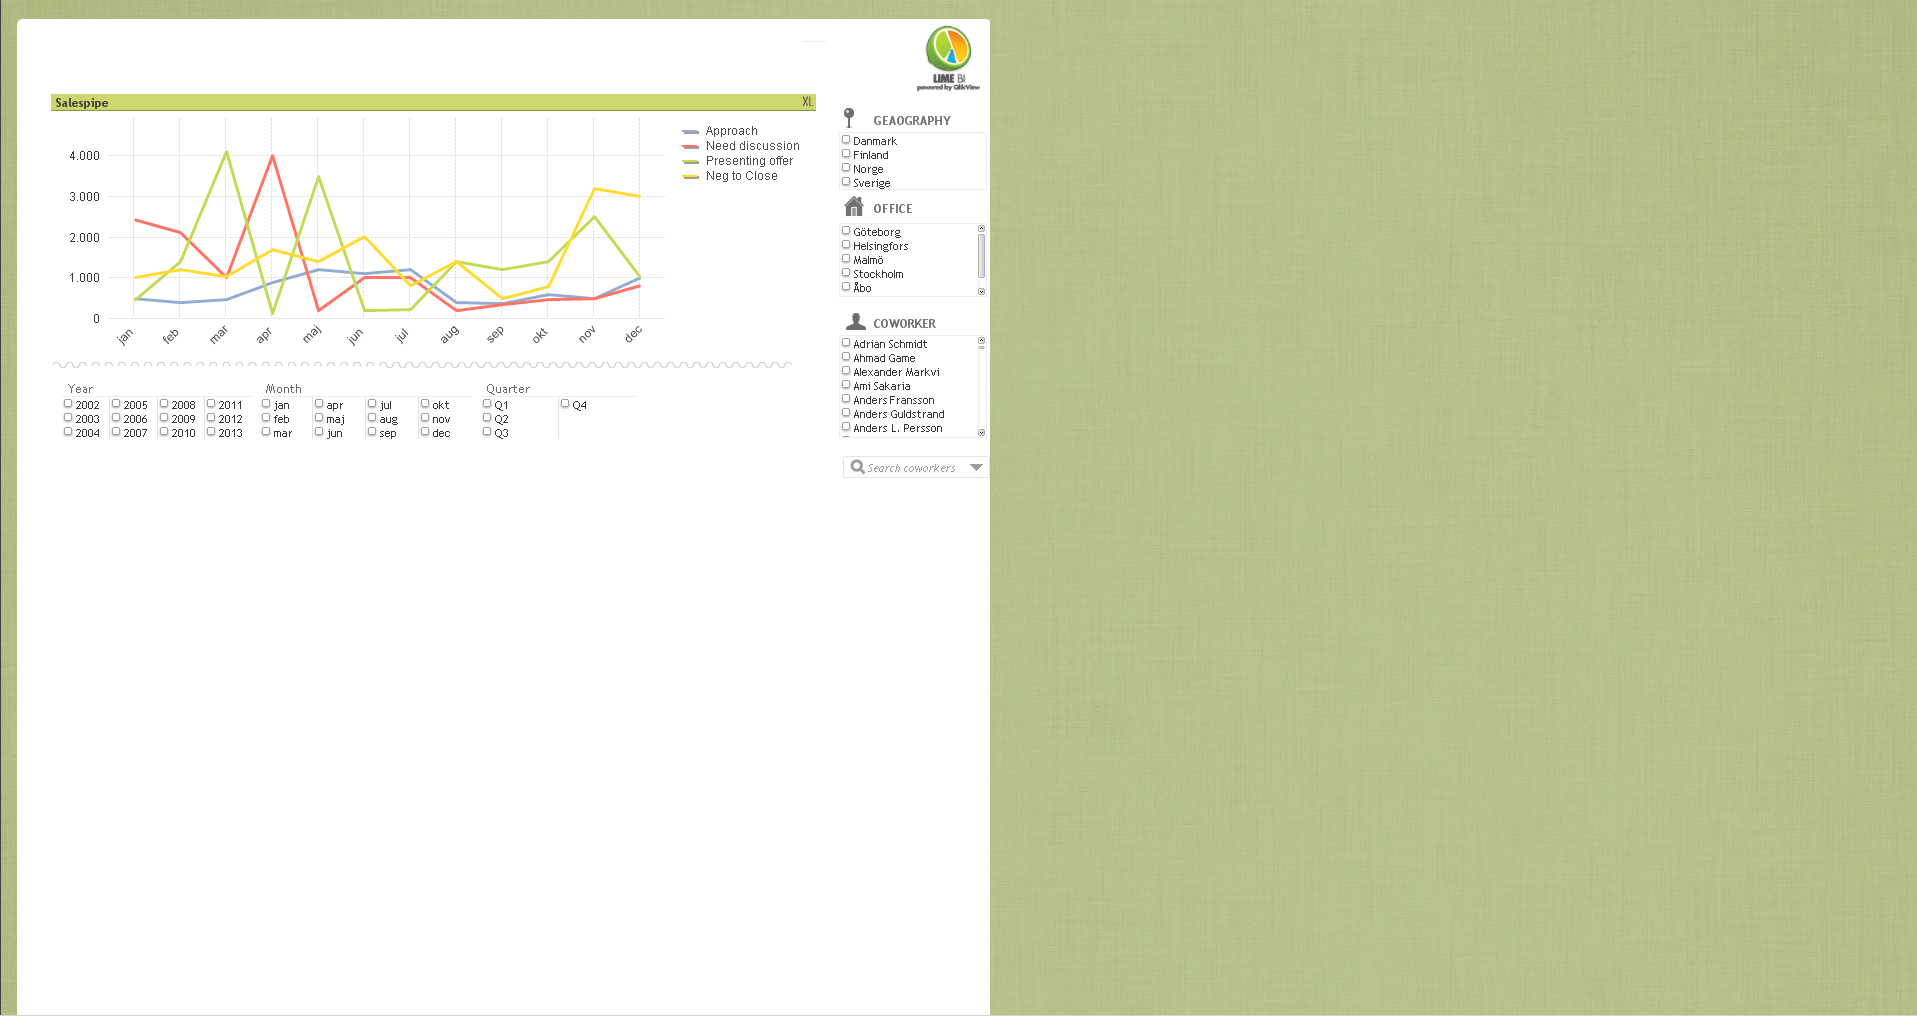 LIME BI
powered by QlikView
Salespipe XL
Approach
Need discussion
Presenting offer
Neg to Close
4.000
3.000
2.000
1.000
0
jan feb mar apr maj jun jul aug sep okt nov dec
Year Month Quarter
2002 2005 2008 2011 jan apr jul okt Q1 Q4
2003 2006 2009 2012 feb maj aug nov Q2
2004 2007 2010 2013 mar jun sep dec Q3
GEAOGRAPHY
Danmark
Finland
Norge
Sverige
OFFICE
Göteborg
Helsingfors
Malmö
Stockholm
Åbo
COWORKER
Adrian Schmidt
Ahmad Game
Alexander Markvi
Ami Sakaria
Anders Fransson
Anders Guldstrand
Anders L. Persson
Search coworkers